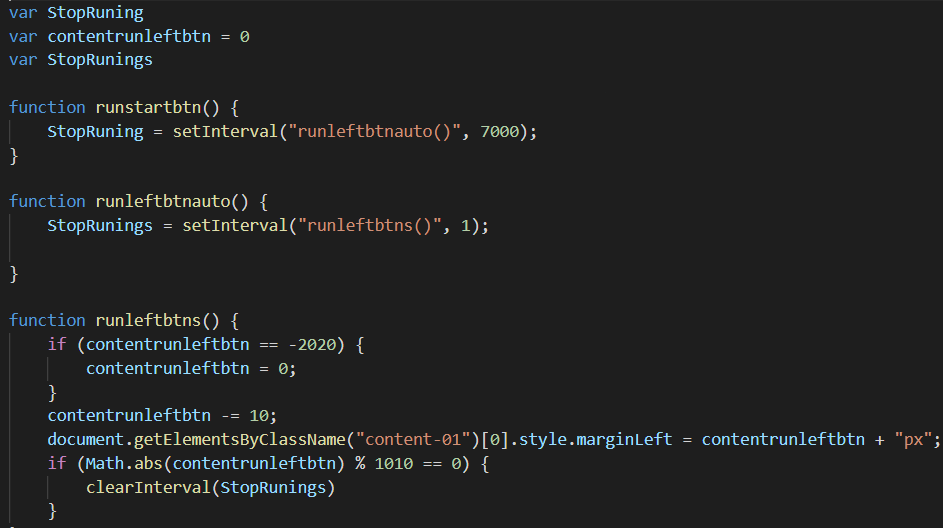 var StopRuning
var contentrunleftbtn = 0
var StopRunings
function runstartbtn() {
StopRuning = setInterval("runleftbtnauto()", 7000);
}
function runleftbtnauto() {
StopRunings = setInterval("runleftbtns()", 1);
}
function runleftbtns() {
if (contentrunleftbtn == -2020) {
contentrunleftbtn = 0;
}
contentrunleftbtn -= 10;
document.getElementsByClassName("content-01")[0].style.marginLeft = contentrunleftbtn + "px";
if (Math.abs(contentrunleftbtn) % 1010 == 0) {
clearInterval(StopRunings)
}